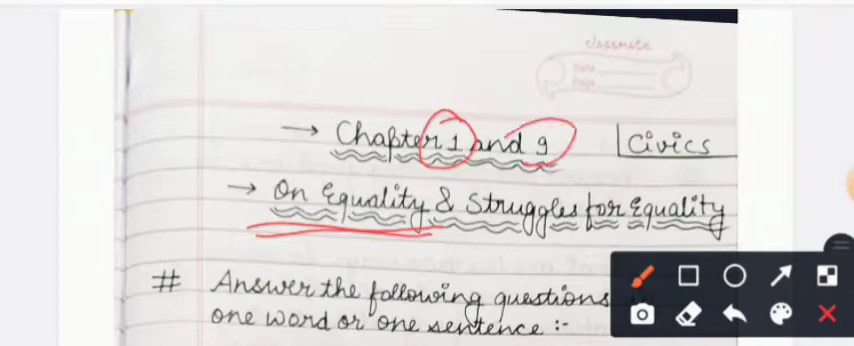 classmate
Date
Page
→ Chapter 1 and 9 Civics
→ On Equality & Struggles for Equality
# Answer the following questions
one word or one sentence :-